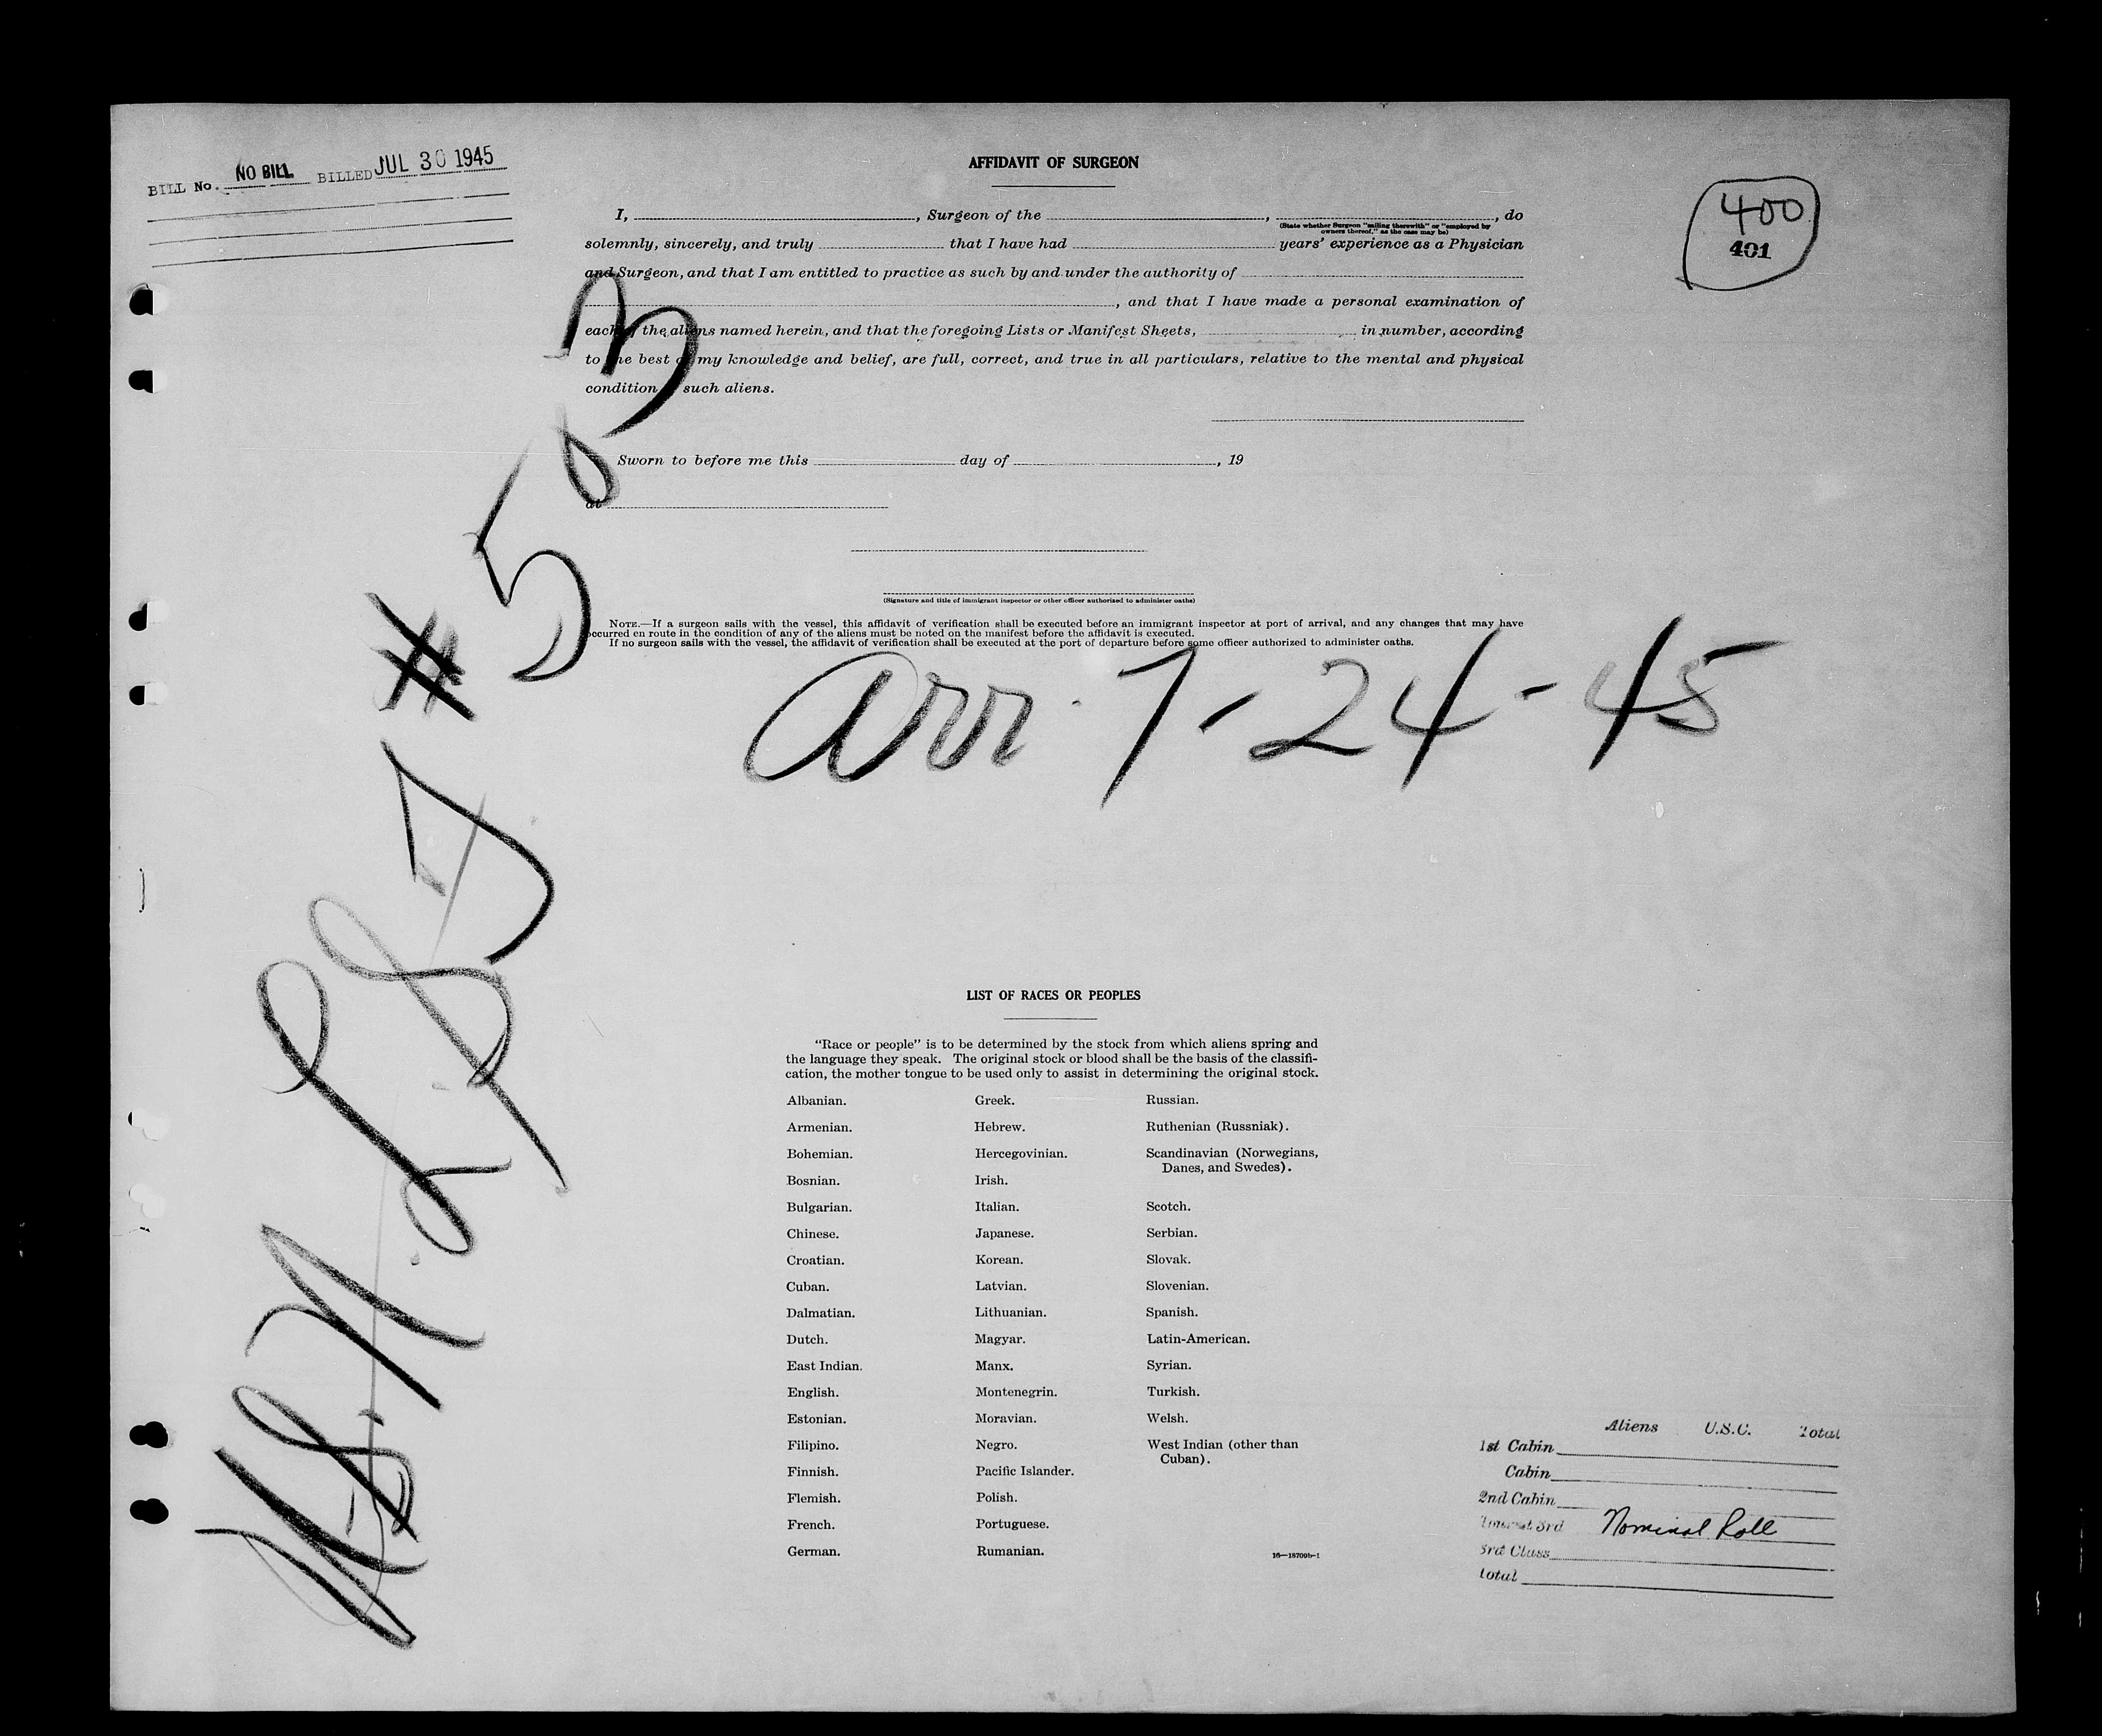 BILL No. NO BILL BILLED JUL 30 1945
AFFIDAVIT OF SURGEON
400
401
I, , Surgeon of the , , do
(State whether Surgeon "sailing therewith" or "employed by
owners thereof," as the case may be)
solemnly, sincerely, and truly that I have had years' experience as a Physician
and Surgeon, and that I am entitled to practice as such by and under the authority of
, and that I have made a personal examination of
each of the aliens named herein, and that the foregoing Lists or Manifest Sheets, in number, according
to the best of my knowledge and belief, are full, correct, and true in all particulars, relative to the mental and physical
condition such aliens.
Sworn to before me this day of , 19
at
(Signature and title of immigrant inspector or other officer authorized to administer oaths)
NOTE.—If a surgeon sails with the vessel, this affidavit of verification shall be executed before an immigrant inspector at port of arrival, and any changes that may have
occurred en route in the condition of any of the aliens must be noted on the manifest before the affidavit is executed.
If no surgeon sails with the vessel, the affidavit of verification shall be executed at the port of departure before some officer authorized to administer oaths.
U.S.N. LST # 503
arr 7-24-45
LIST OF RACES OR PEOPLES
"Race or people" is to be determined by the stock from which aliens spring and
the language they speak. The original stock or blood shall be the basis of the classifi-
cation, the mother tongue to be used only to assist in determining the original stock.
Albanian.
Armenian.
Bohemian.
Bosnian.
Bulgarian.
Chinese.
Croatian.
Cuban.
Dalmatian.
Dutch.
East Indian.
English.
Estonian.
Filipino.
Finnish.
Flemish.
French.
German.
Greek.
Hebrew.
Hercegovinian.
Irish.
Italian.
Japanese.
Korean.
Latvian.
Lithuanian.
Magyar.
Manx.
Montenegrin.
Moravian.
Negro.
Pacific Islander.
Polish.
Portuguese.
Rumanian.
Russian.
Ruthenian (Russniak).
Scandinavian (Norwegians,
Danes, and Swedes).
Scotch.
Serbian.
Slovak.
Slovenian.
Spanish.
Latin-American.
Syrian.
Turkish.
Welsh.
West Indian (other than
Cuban).
16—18709b-1
Aliens U.S.C. Total
1st Cabin
Cabin
2nd Cabin
3rd Nominal Roll
3rd Class
total